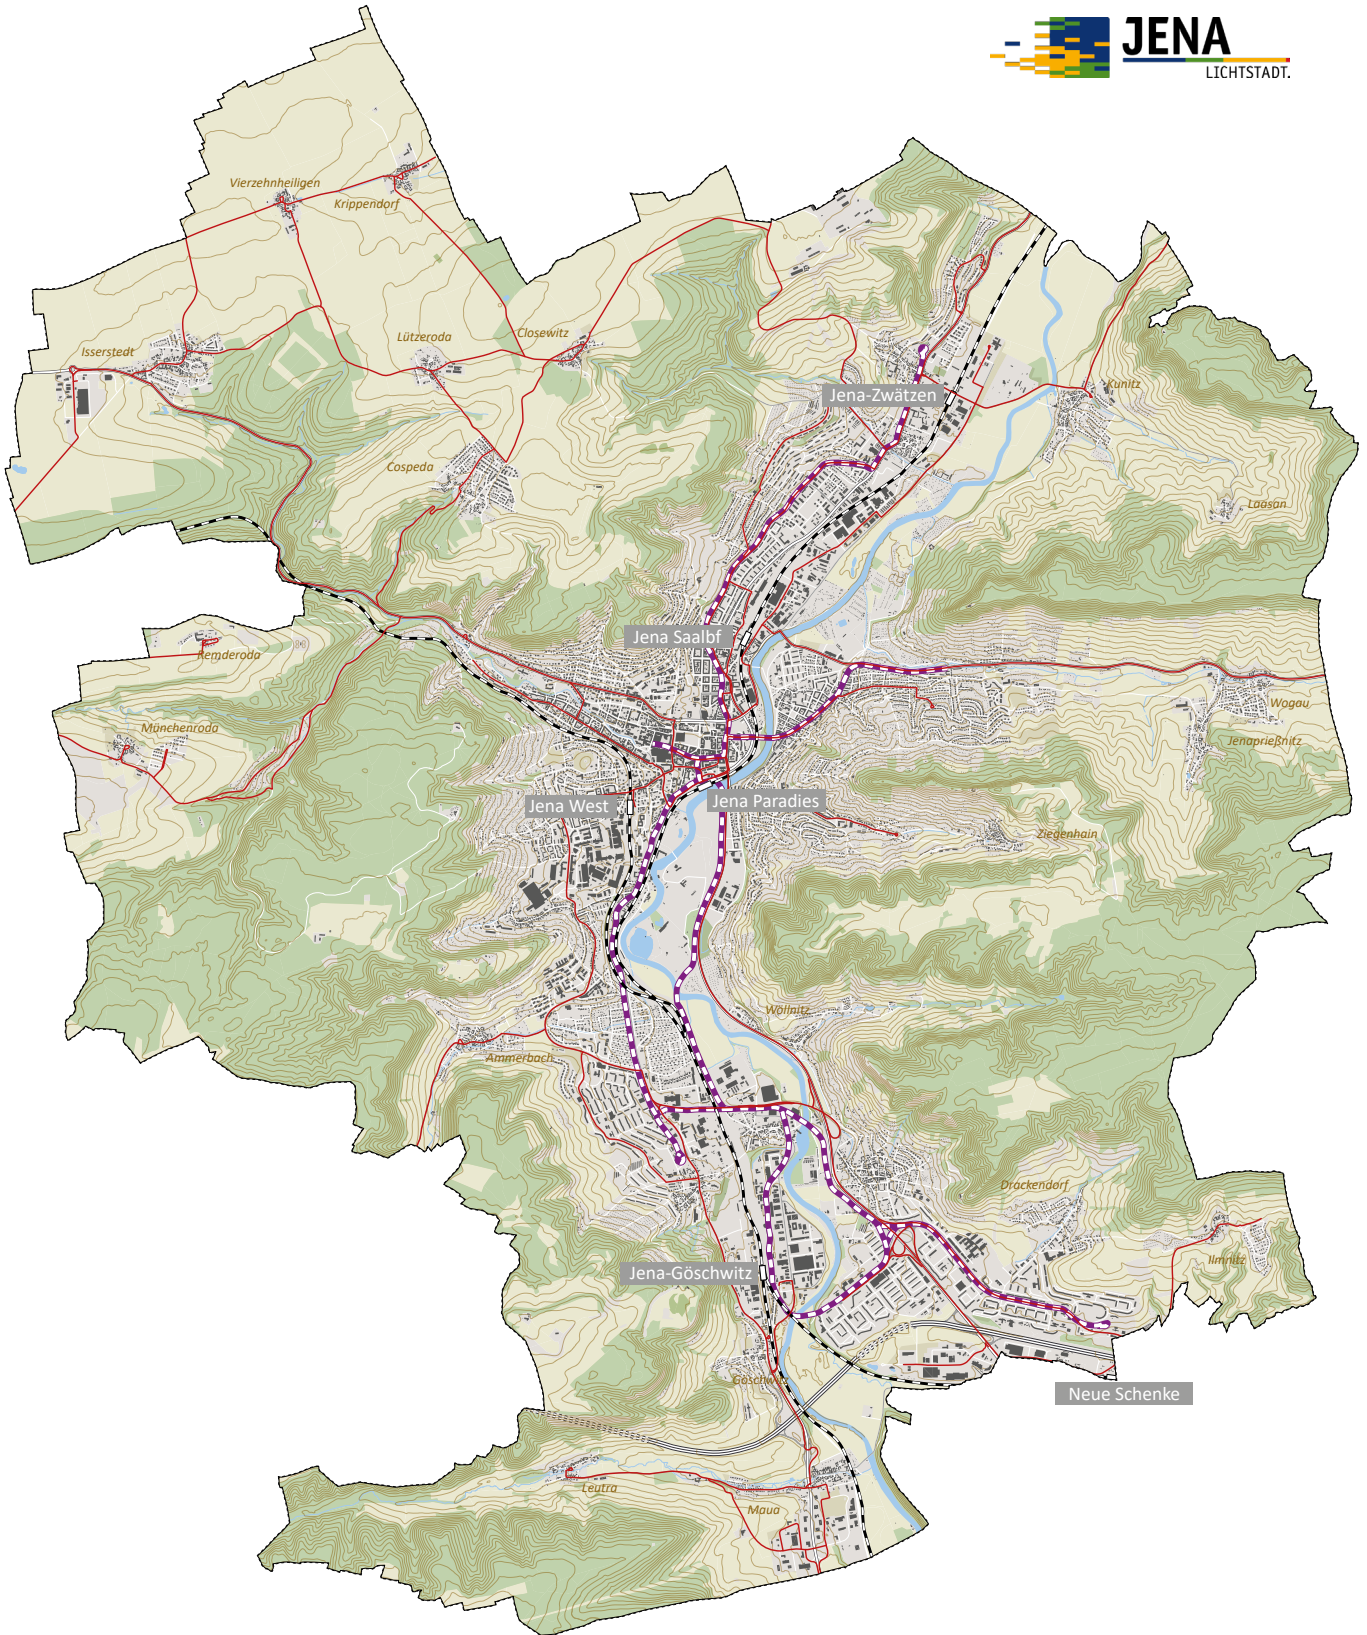 JENA
LICHTSTADT.
Vierzehnheiligen
Krippendorf
Isserstedt
Lützeroda
Closewitz
Jena-Zwätzen
Kunitz
Cospeda
Laasan
Jena Saalbf
Remderoda
Münchenroda
Wogau
Jenaprießnitz
Jena West
Jena Paradies
Ziegenhain
Wöllnitz
Ammerbach
Drackendorf
Ilmnitz
Jena-Göschwitz
Göschwitz
Neue Schenke
Leutra
Maua